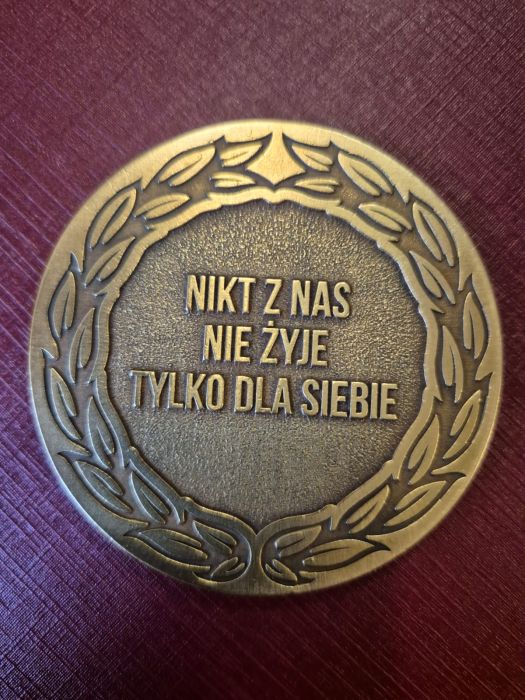 NIKT Z NAS
NIE ŻYJE
TYLKO DLA SIEBIE